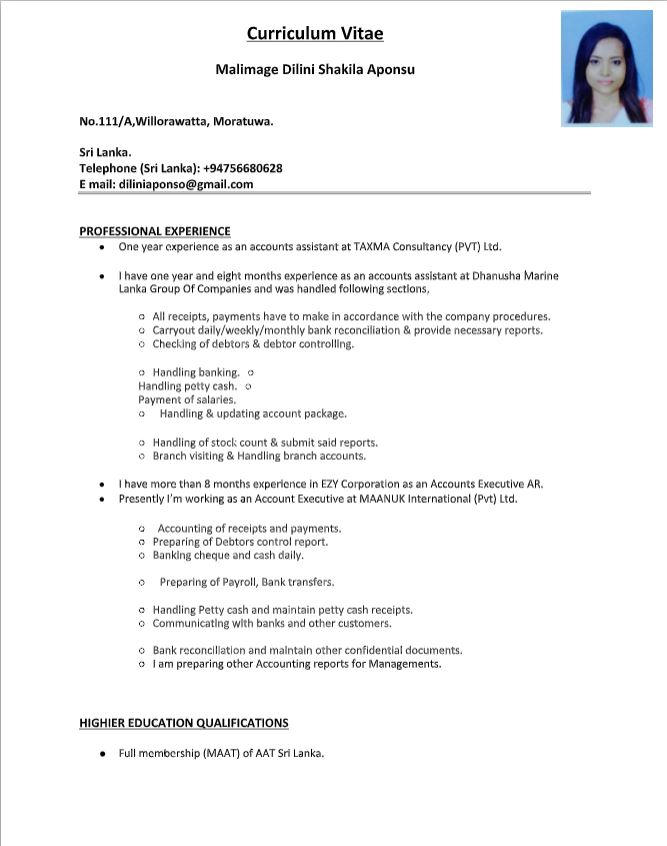 Curriculum Vitae
Malimage Dilini Shakila Aponsu
No.111/A,Willorawatta, Moratuwa.
Sri Lanka.
Telephone (Sri Lanka): +94756680628
E mail: diliniaponso@gmail.com
PROFESSIONAL EXPERIENCE
• One year experience as an accounts assistant at TAXMA Consultancy (PVT) Ltd.
• I have one year and eight months experience as an accounts assistant at Dhanusha Marine
Lanka Group Of Companies and was handled following sections,
o All receipts, payments have to make in accordance with the company procedures.
o Carryout daily/weekly/monthly bank reconciliation & provide necessary reports.
o Checking of debtors & debtor controlling.
o Handling banking. o
Handling petty cash. o
Payment of salaries.
o Handling & updating account package.
o Handling of stock count & submit said reports.
o Branch visiting & Handling branch accounts.
• I have more than 8 months experience in EZY Corporation as an Accounts Executive AR.
• Presently I'm working as an Account Executive at MAANUK International (Pvt) Ltd.
o Accounting of receipts and payments.
o Preparing of Debtors control report.
o Banking cheque and cash daily.
o Preparing of Payroll, Bank transfers.
o Handling Petty cash and maintain petty cash receipts.
o Communicating with banks and other customers.
o Bank reconciliation and maintain other confidential documents.
o I am preparing other Accounting reports for Managements.
HIGHIER EDUCATION QUALIFICATIONS
• Full membership (MAAT) of AAT Sri Lanka.